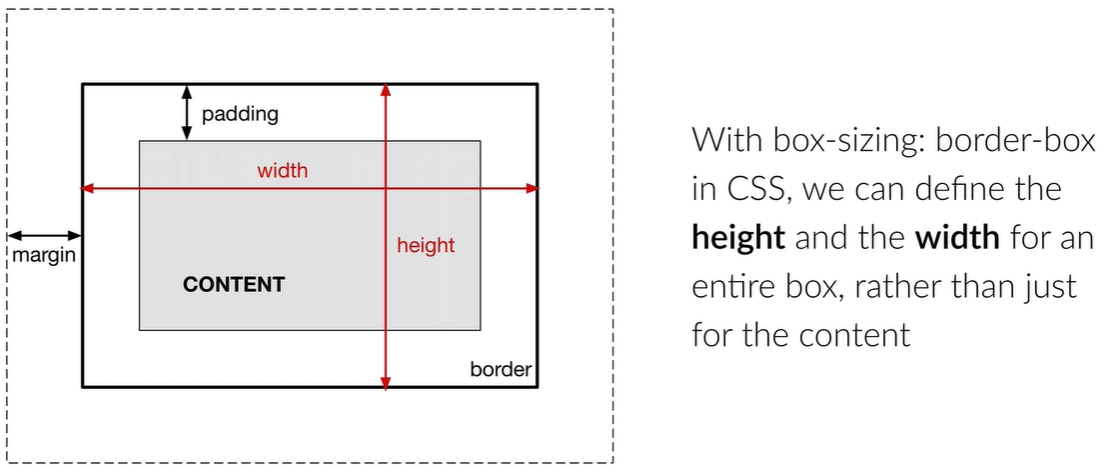 padding
width
height
margin
CONTENT
border
With box-sizing: border-box
in CSS, we can define the
height and the width for an
entire box, rather than just
for the content